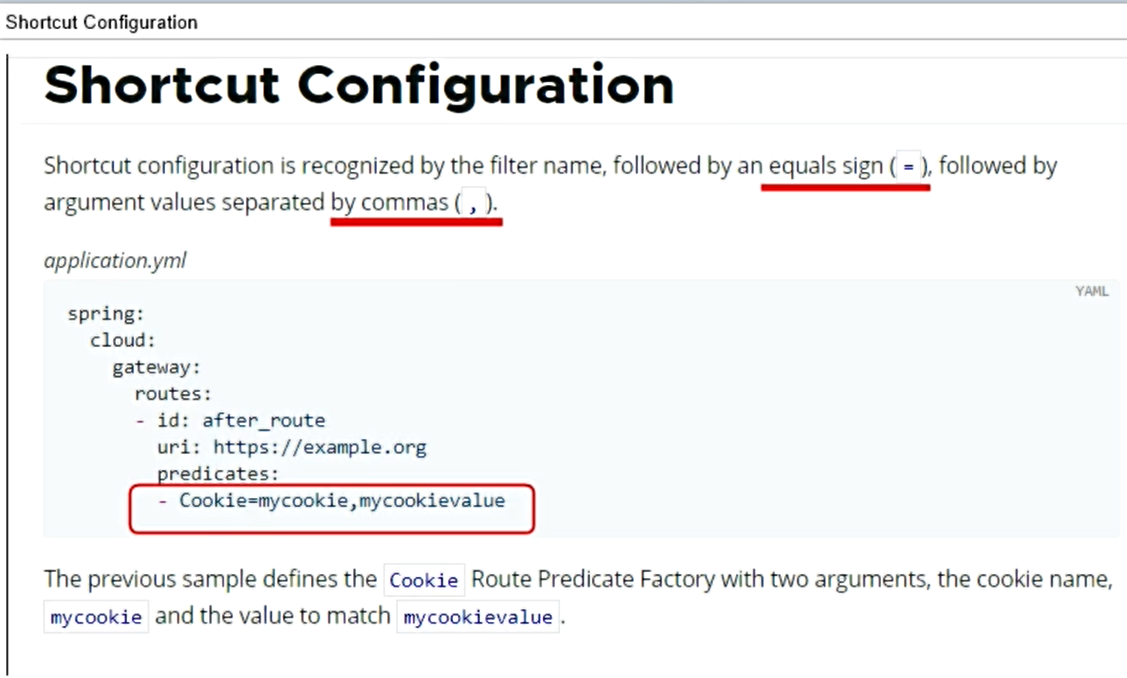 Shortcut Configuration
Shortcut Configuration
Shortcut configuration is recognized by the filter name, followed by an equals sign ( = ), followed by
argument values separated by commas ( , ).
application.yml
YAML
spring:
  cloud:
    gateway:
      routes:
      - id: after_route
        uri: https://example.org
        predicates:
        - Cookie=mycookie,mycookievalue
The previous sample defines the Cookie Route Predicate Factory with two arguments, the cookie name,
mycookie and the value to match mycookievalue .